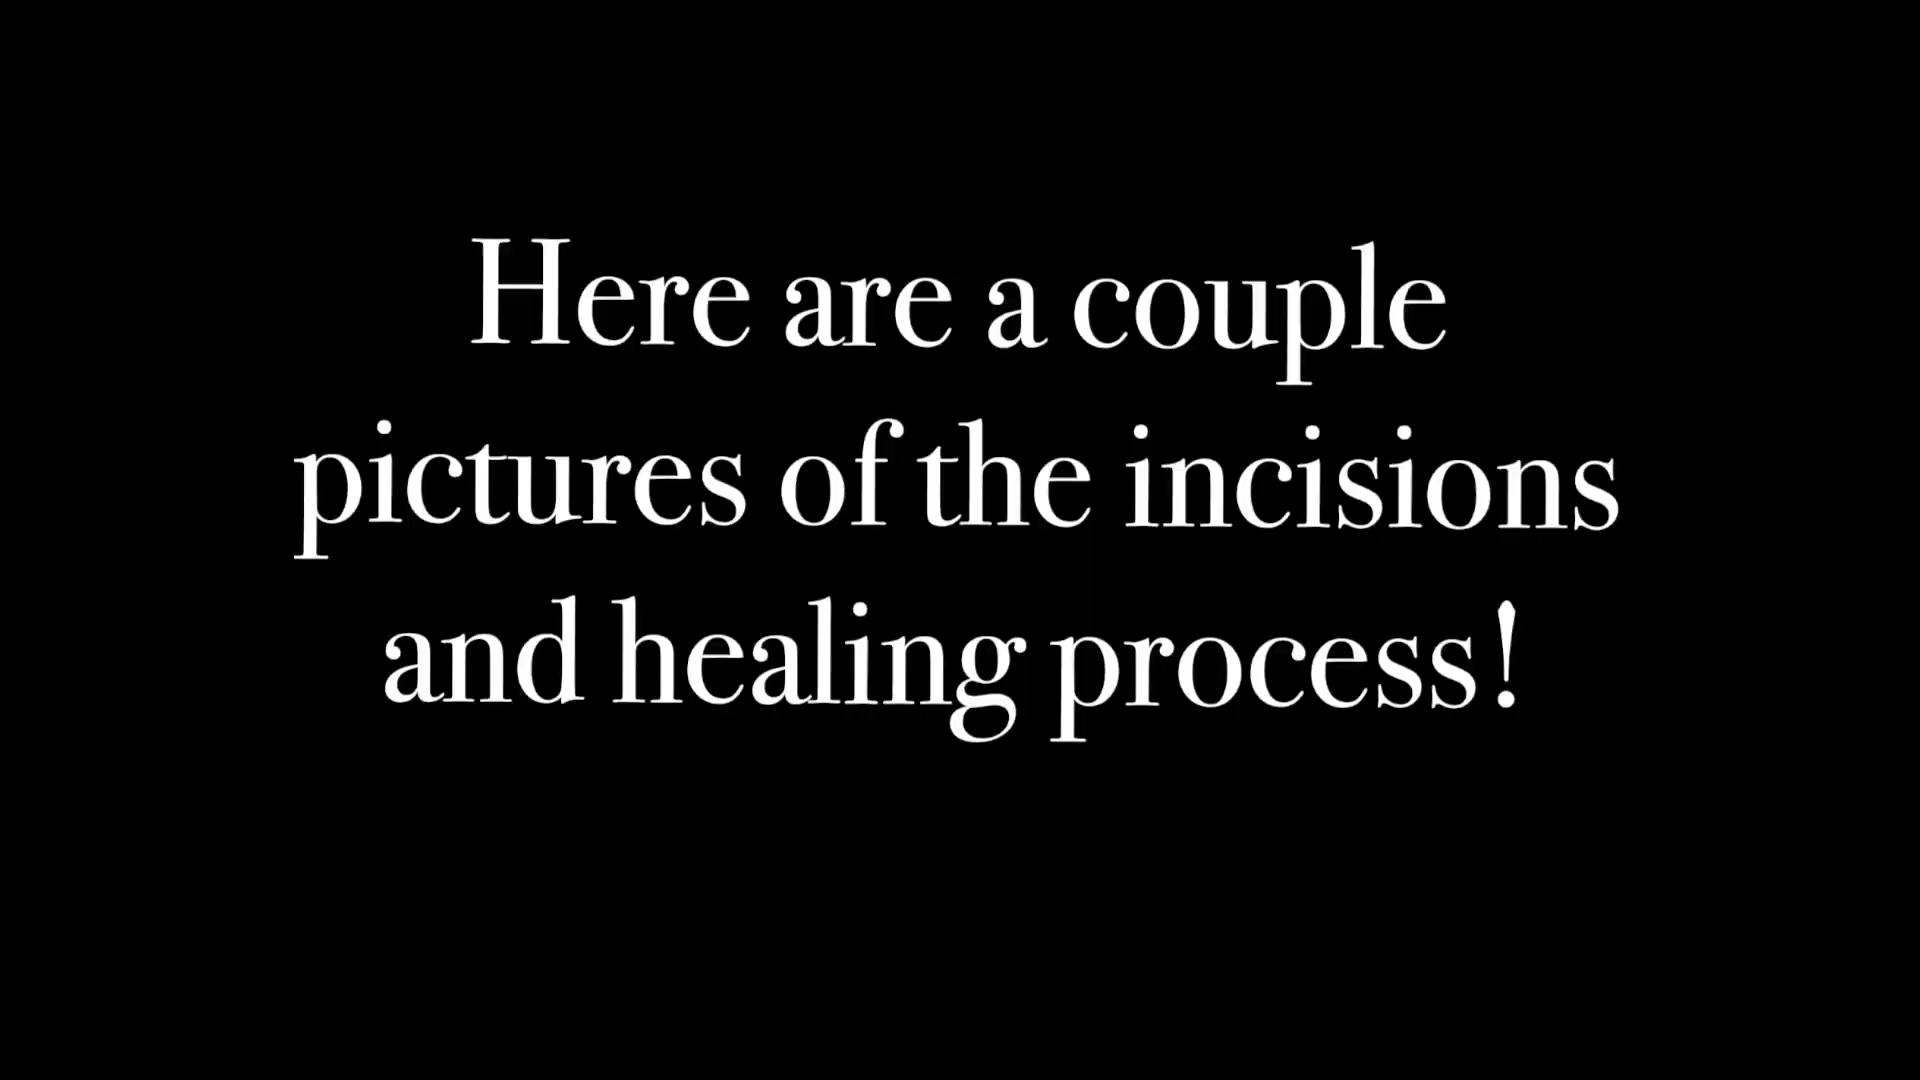 Here are a couple
pictures of the incisions
and healing process!